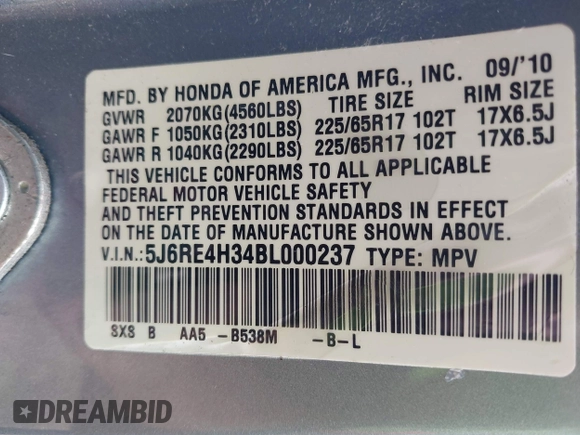 MFD. BY HONDA OF AMERICA MFG., INC. 09/'10
GVWR 2070KG(4560LBS) TIRE SIZE RIM SIZE
GAWR F 1050KG(2310LBS) 225/65R17 102T 17X6.5J
GAWR R 1040KG(2290LBS) 225/65R17 102T 17X6.5J
THIS VEHICLE CONFORMS TO ALL APPLICABLE
FEDERAL MOTOR VEHICLE SAFETY
AND THEFT PREVENTION STANDARDS IN EFFECT
ON THE DATE OF MANUFACTURE SHOWN ABOVE.
V.I.N.: 5J6RE4H34BL000237 TYPE: MPV
SXS B AA5 -B538M -B-L
DREAMBID